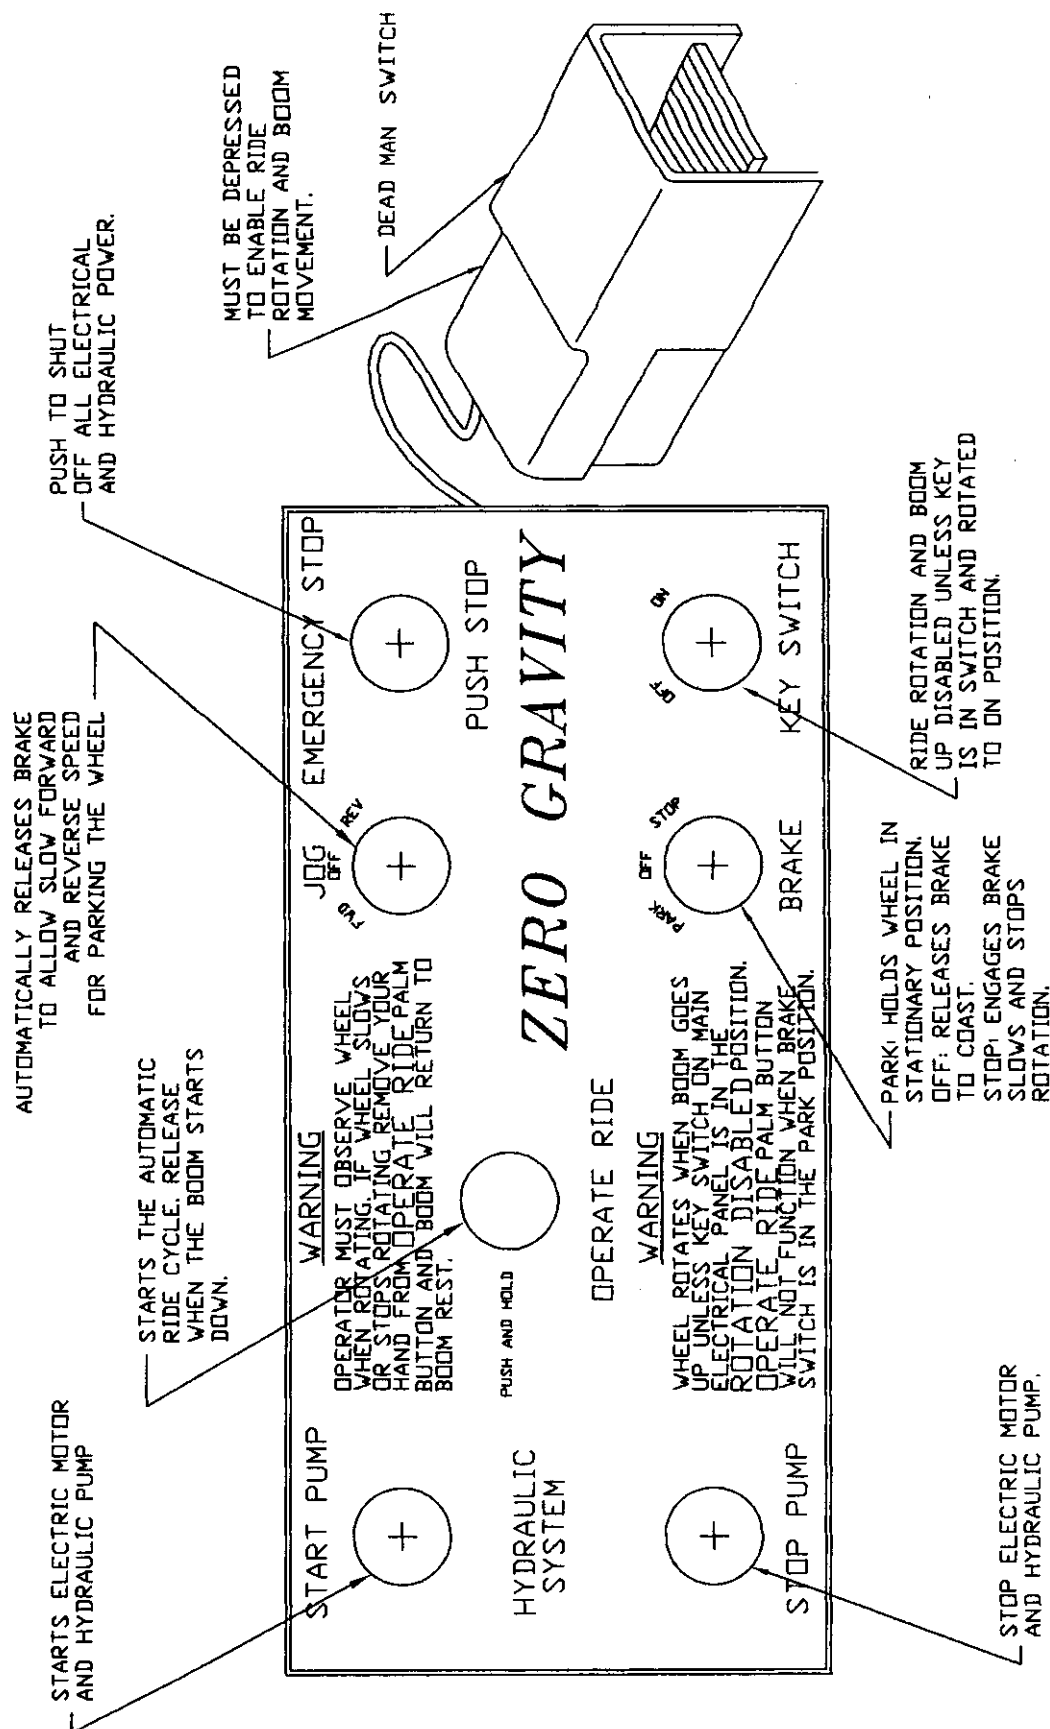 STARTS ELECTRIC MOTOR
AND HYDRAULIC PUMP
STARTS THE AUTOMATIC
RIDE CYCLE. RELEASE
WHEN THE BOOM STARTS
DOWN.
AUTOMATICALLY RELEASES BRAKE
TO ALLOW SLOW FORWARD
AND REVERSE SPEED
FOR PARKING THE WHEEL
PUSH TO SHUT
OFF ALL ELECTRICAL
AND HYDRAULIC POWER.
MUST BE DEPRESSED
TO ENABLE RIDE
ROTATION AND BOOM
MOVEMENT.
DEAD MAN SWITCH
START PUMP
HYDRAULIC
SYSTEM
STOP PUMP
WARNING
OPERATOR MUST OBSERVE WHEEL
WHEN ROTATING. IF WHEEL SLOWS
OR STOPS ROTATING REMOVE YOUR
HAND FROM OPERATE RIDE PALM
BUTTON AND BOOM WILL RETURN TO
BOOM REST.
PUSH AND HOLD
OPERATE RIDE
WARNING
WHEEL ROTATES WHEN BOOM GOES
UP UNLESS KEY SWITCH ON MAIN
ELECTRICAL PANEL IS IN THE
ROTATION DISABLED POSITION.
OPERATE RIDE PALM BUTTON
WILL NOT FUNCTION WHEN BRAKE
SWITCH IS IN THE PARK POSITION.
JOG
FWD
OFF
REV
EMERGENCY STOP
PUSH STOP
ZERO GRAVITY
PARK
OFF
STOP
BRAKE
OFF
ON
KEY SWITCH
STOP ELECTRIC MOTOR
AND HYDRAULIC PUMP.
PARK: HOLDS WHEEL IN
STATIONARY POSITION.
OFF: RELEASES BRAKE
TO COAST.
STOP: ENGAGES BRAKE
SLOWS AND STOPS
ROTATION.
RIDE ROTATION AND BOOM
UP DISABLED UNLESS KEY
IS IN SWITCH AND ROTATED
TO ON POSITION.